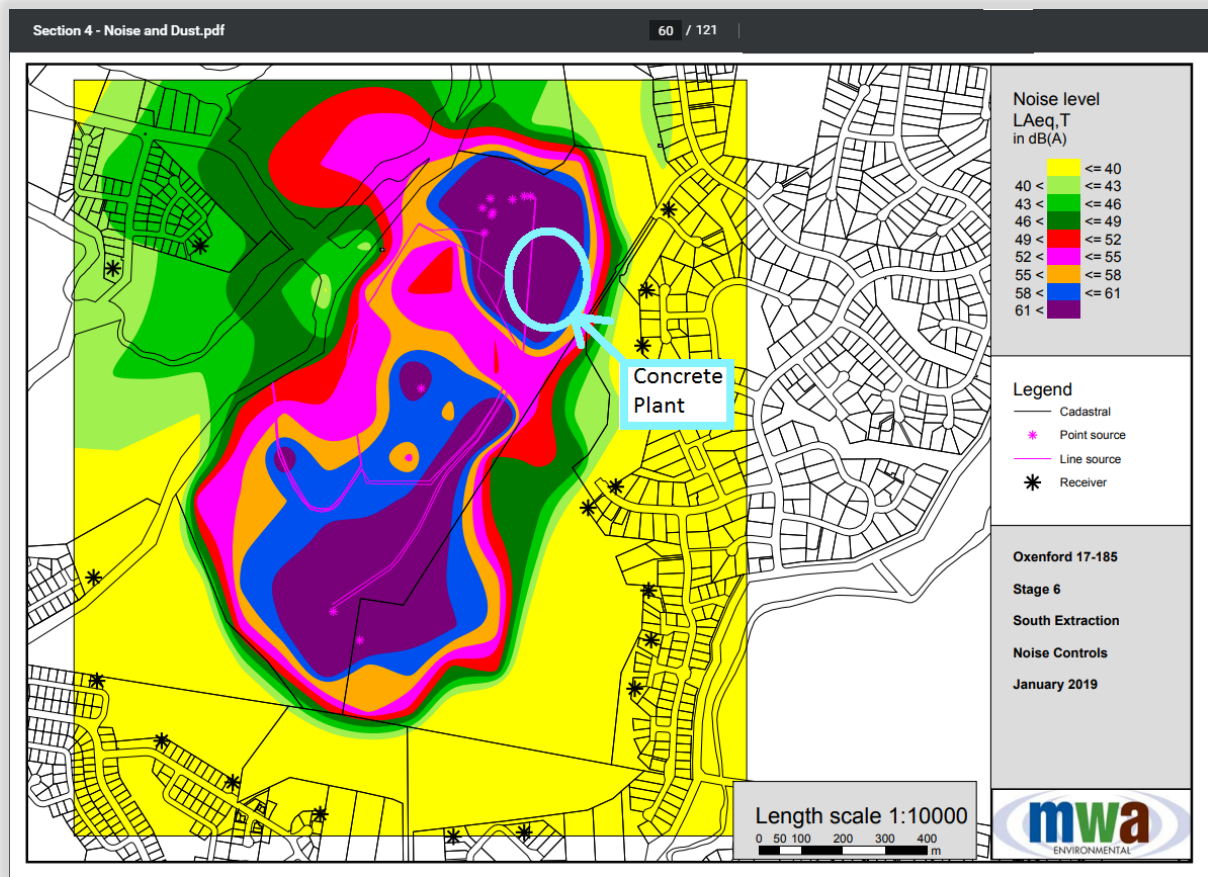 Section 4 - Noise and Dust.pdf
60 / 121
Noise level
LAeq,T
in dB(A)
<= 40
40 < <= 43
43 < <= 46
46 < <= 49
49 < <= 52
52 < <= 55
55 < <= 58
58 < <= 61
61 <
Concrete
Plant
Legend
Cadastral
Point source
Line source
Receiver
Oxenford 17-185
Stage 6
South Extraction
Noise Controls
January 2019
Length scale 1:10000
0 50 100 200 300 400
m
mwa
ENVIRONMENTAL